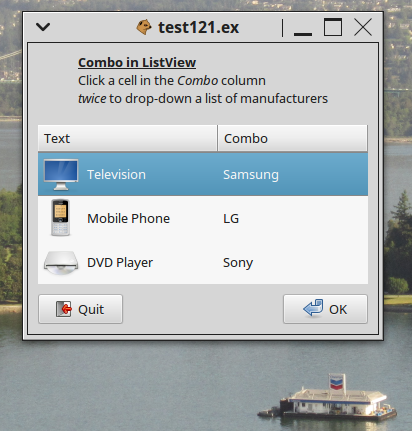 test121.ex
Combo in ListView
Click a cell in the Combo column
twice to drop-down a list of manufacturers
Text Combo
Television Samsung
Mobile Phone LG
DVD Player Sony
Quit OK